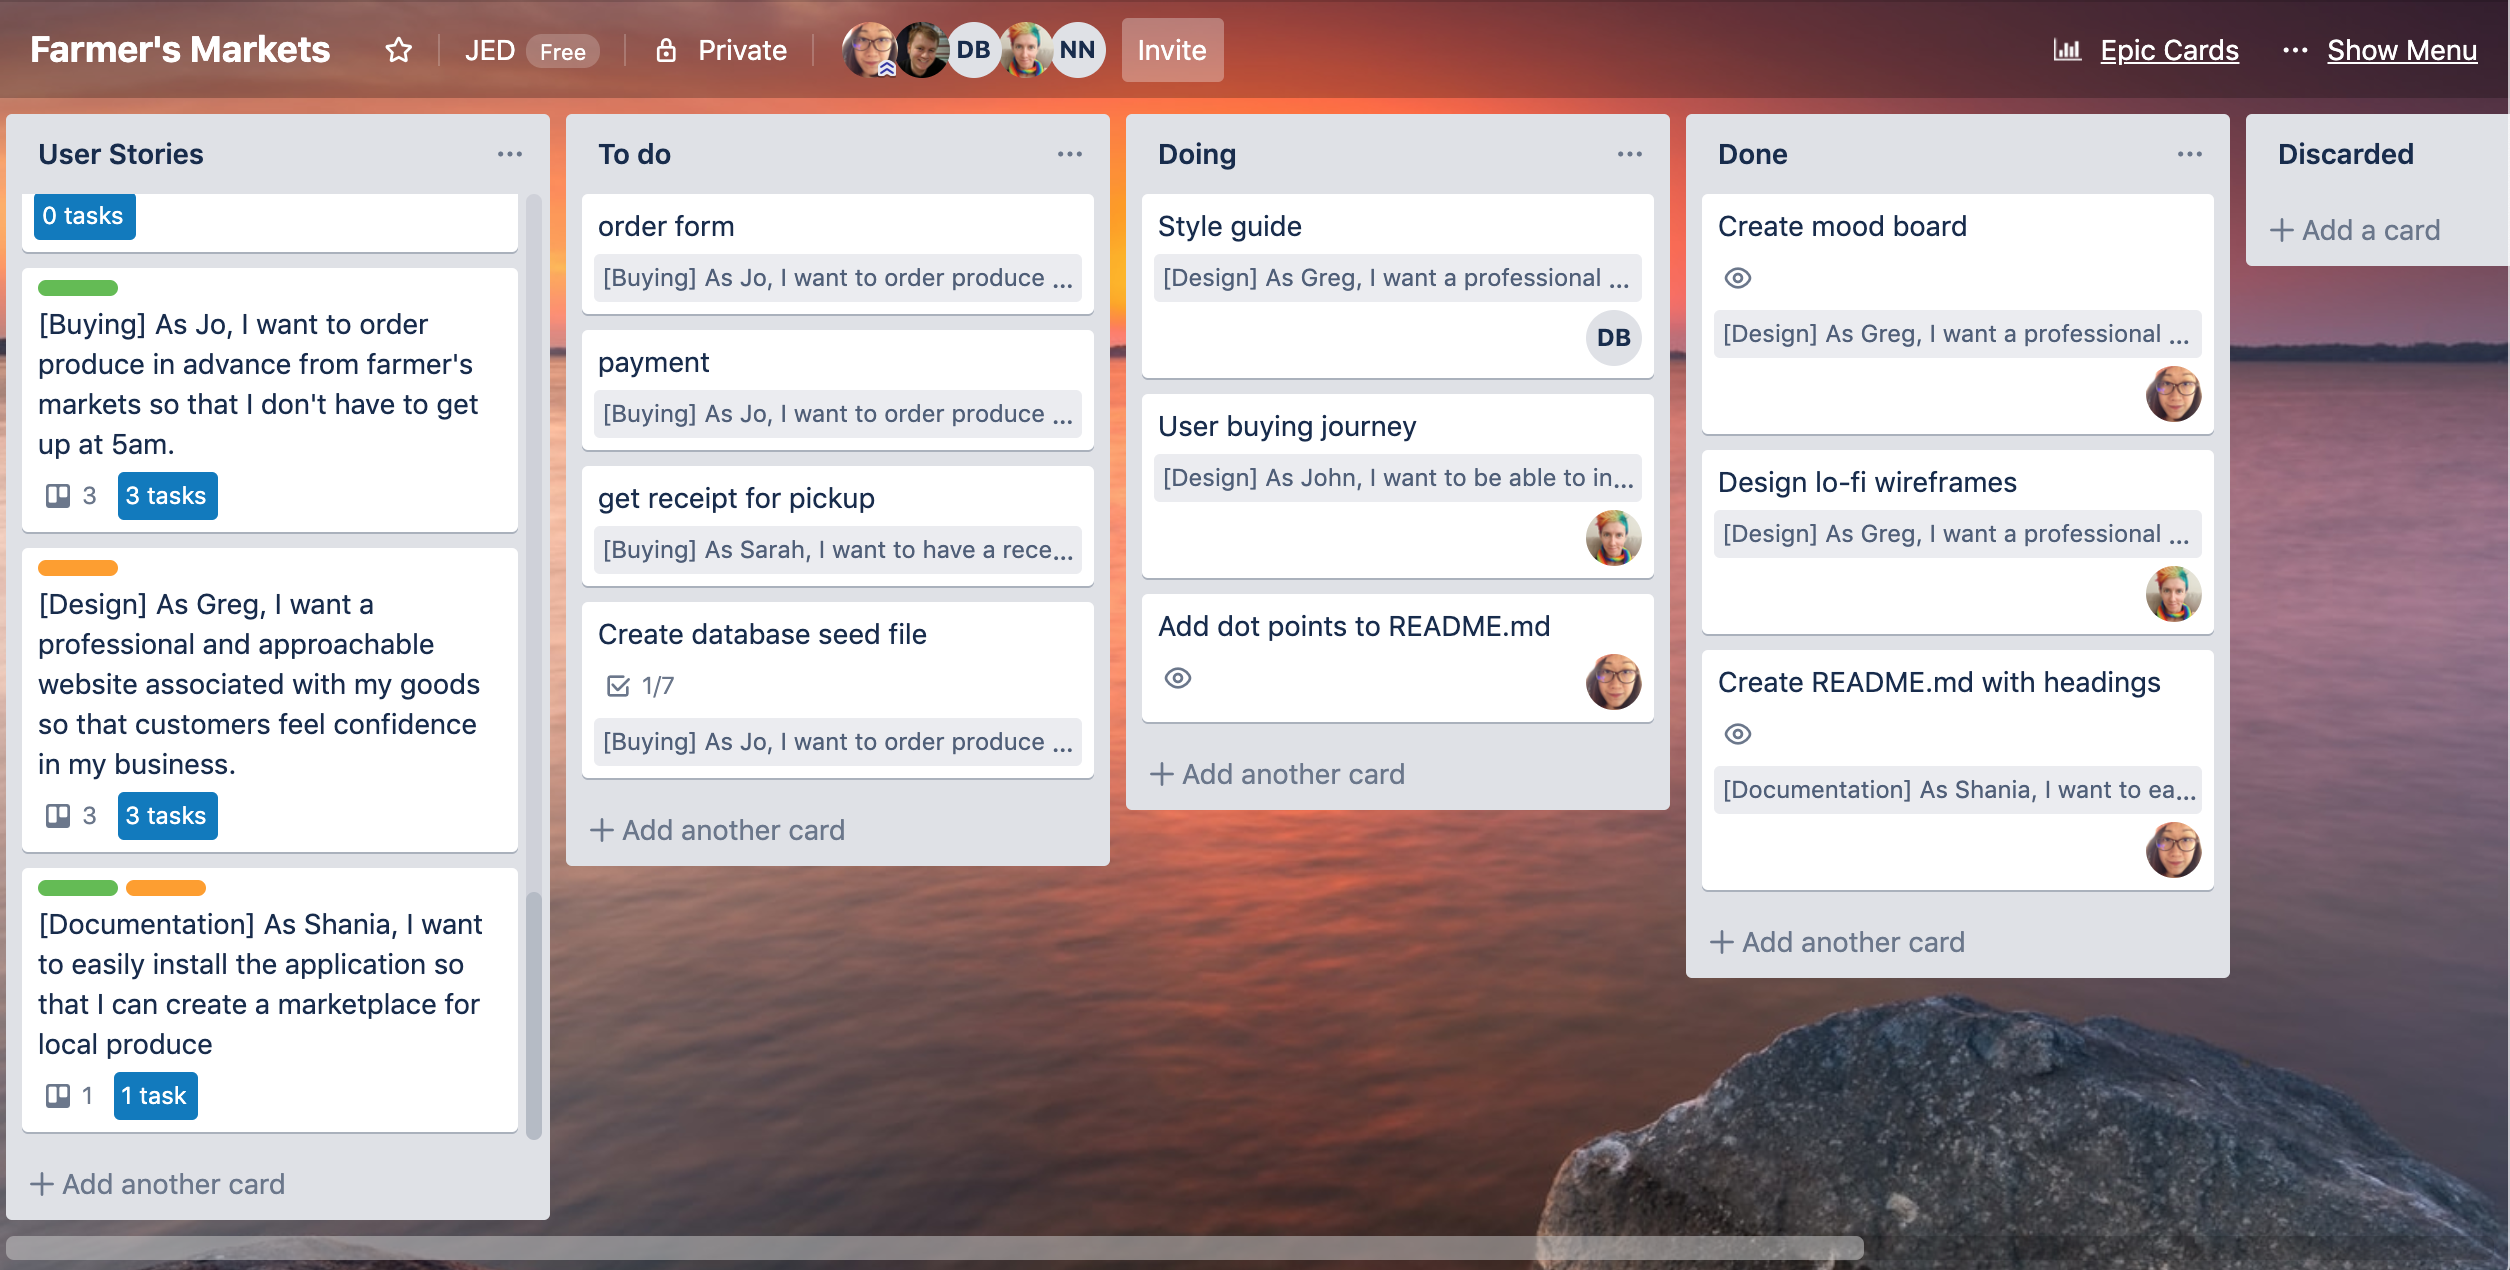 Farmer's Markets
JED Free
Private
DB
NN
Invite
Epic Cards
... Show Menu
User Stories ...
0 tasks
[Buying] As Jo, I want to order
produce in advance from farmer's
markets so that I don't have to get
up at 5am.
3 3 tasks
[Design] As Greg, I want a
professional and approachable
website associated with my goods
so that customers feel confidence
in my business.
3 3 tasks
[Documentation] As Shania, I want
to easily install the application so
that I can create a marketplace for
local produce
1 1 task
+ Add another card
To do ...
order form
[Buying] As Jo, I want to order produce ...
payment
[Buying] As Jo, I want to order produce ...
get receipt for pickup
[Buying] As Sarah, I want to have a rece...
Create database seed file
1/7
[Buying] As Jo, I want to order produce ...
+ Add another card
Doing ...
Style guide
[Design] As Greg, I want a professional ...
DB
User buying journey
[Design] As John, I want to be able to in...
Add dot points to README.md
+ Add another card
Done ...
Create mood board
[Design] As Greg, I want a professional ...
Design lo-fi wireframes
[Design] As Greg, I want a professional ...
Create README.md with headings
[Documentation] As Shania, I want to ea...
+ Add another card
Discarded
+ Add a card